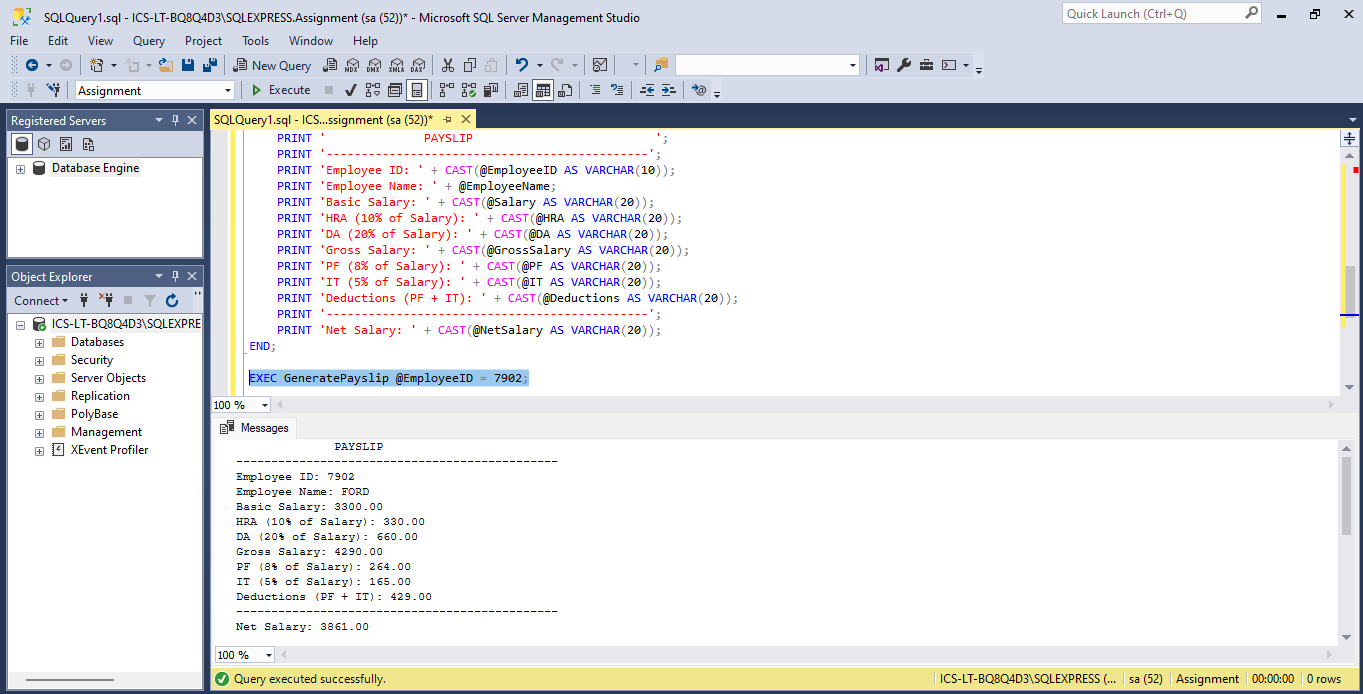 SQLQuery1.sql - ICS-LT-BQ8Q4D3\SQLEXPRESS.Assignment (sa (52))* - Microsoft SQL Server Management Studio
Quick Launch (Ctrl+Q)
File Edit View Query Project Tools Window Help
New Query
MDX DMX XMLA DAX
Assignment
Execute
Registered Servers
Database Engine
Object Explorer
Connect
ICS-LT-BQ8Q4D3\SQLEXPRE
Databases
Security
Server Objects
Replication
PolyBase
Management
XEvent Profiler
SQLQuery1.sql - ICS...ssignment (sa (52))*
PRINT '              PAYSLIP                          ';
PRINT '----------------------------------------------';
PRINT 'Employee ID: ' + CAST(@EmployeeID AS VARCHAR(10));
PRINT 'Employee Name: ' + @EmployeeName;
PRINT 'Basic Salary: ' + CAST(@Salary AS VARCHAR(20));
PRINT 'HRA (10% of Salary): ' + CAST(@HRA AS VARCHAR(20));
PRINT 'DA (20% of Salary): ' + CAST(@DA AS VARCHAR(20));
PRINT 'Gross Salary: ' + CAST(@GrossSalary AS VARCHAR(20));
PRINT 'PF (8% of Salary): ' + CAST(@PF AS VARCHAR(20));
PRINT 'IT (5% of Salary): ' + CAST(@IT AS VARCHAR(20));
PRINT 'Deductions (PF + IT): ' + CAST(@Deductions AS VARCHAR(20));
PRINT '----------------------------------------------';
PRINT 'Net Salary: ' + CAST(@NetSalary AS VARCHAR(20));
END;
EXEC GeneratePayslip @EmployeeID = 7902;
100 %
Messages
PAYSLIP
----------------------------------------------
Employee ID: 7902
Employee Name: FORD
Basic Salary: 3300.00
HRA (10% of Salary): 330.00
DA (20% of Salary): 660.00
Gross Salary: 4290.00
PF (8% of Salary): 264.00
IT (5% of Salary): 165.00
Deductions (PF + IT): 429.00
----------------------------------------------
Net Salary: 3861.00
100 %
Query executed successfully.
ICS-LT-BQ8Q4D3\SQLEXPRESS (... sa (52) Assignment 00:00:00 0 rows